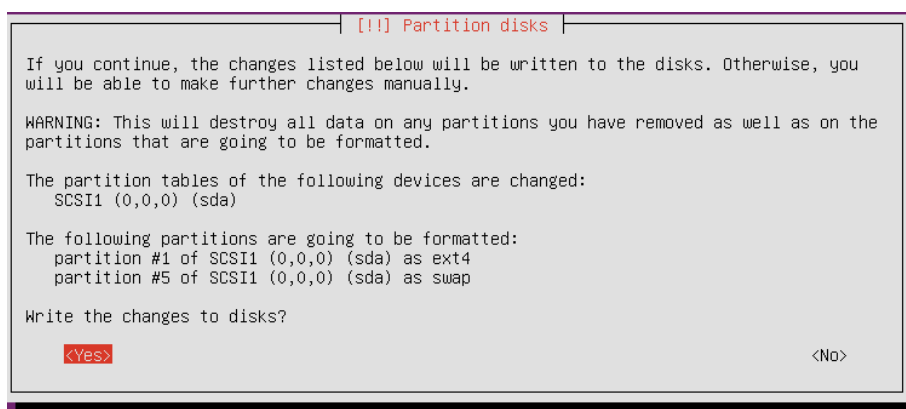 [!!] Partition disks
If you continue, the changes listed below will be written to the disks. Otherwise, you
will be able to make further changes manually.
WARNING: This will destroy all data on any partitions you have removed as well as on the
partitions that are going to be formatted.
The partition tables of the following devices are changed:
SCSI1 (0,0,0) (sda)
The following partitions are going to be formatted:
partition #1 of SCSI1 (0,0,0) (sda) as ext4
partition #5 of SCSI1 (0,0,0) (sda) as swap
Write the changes to disks?
<Yes> <No>